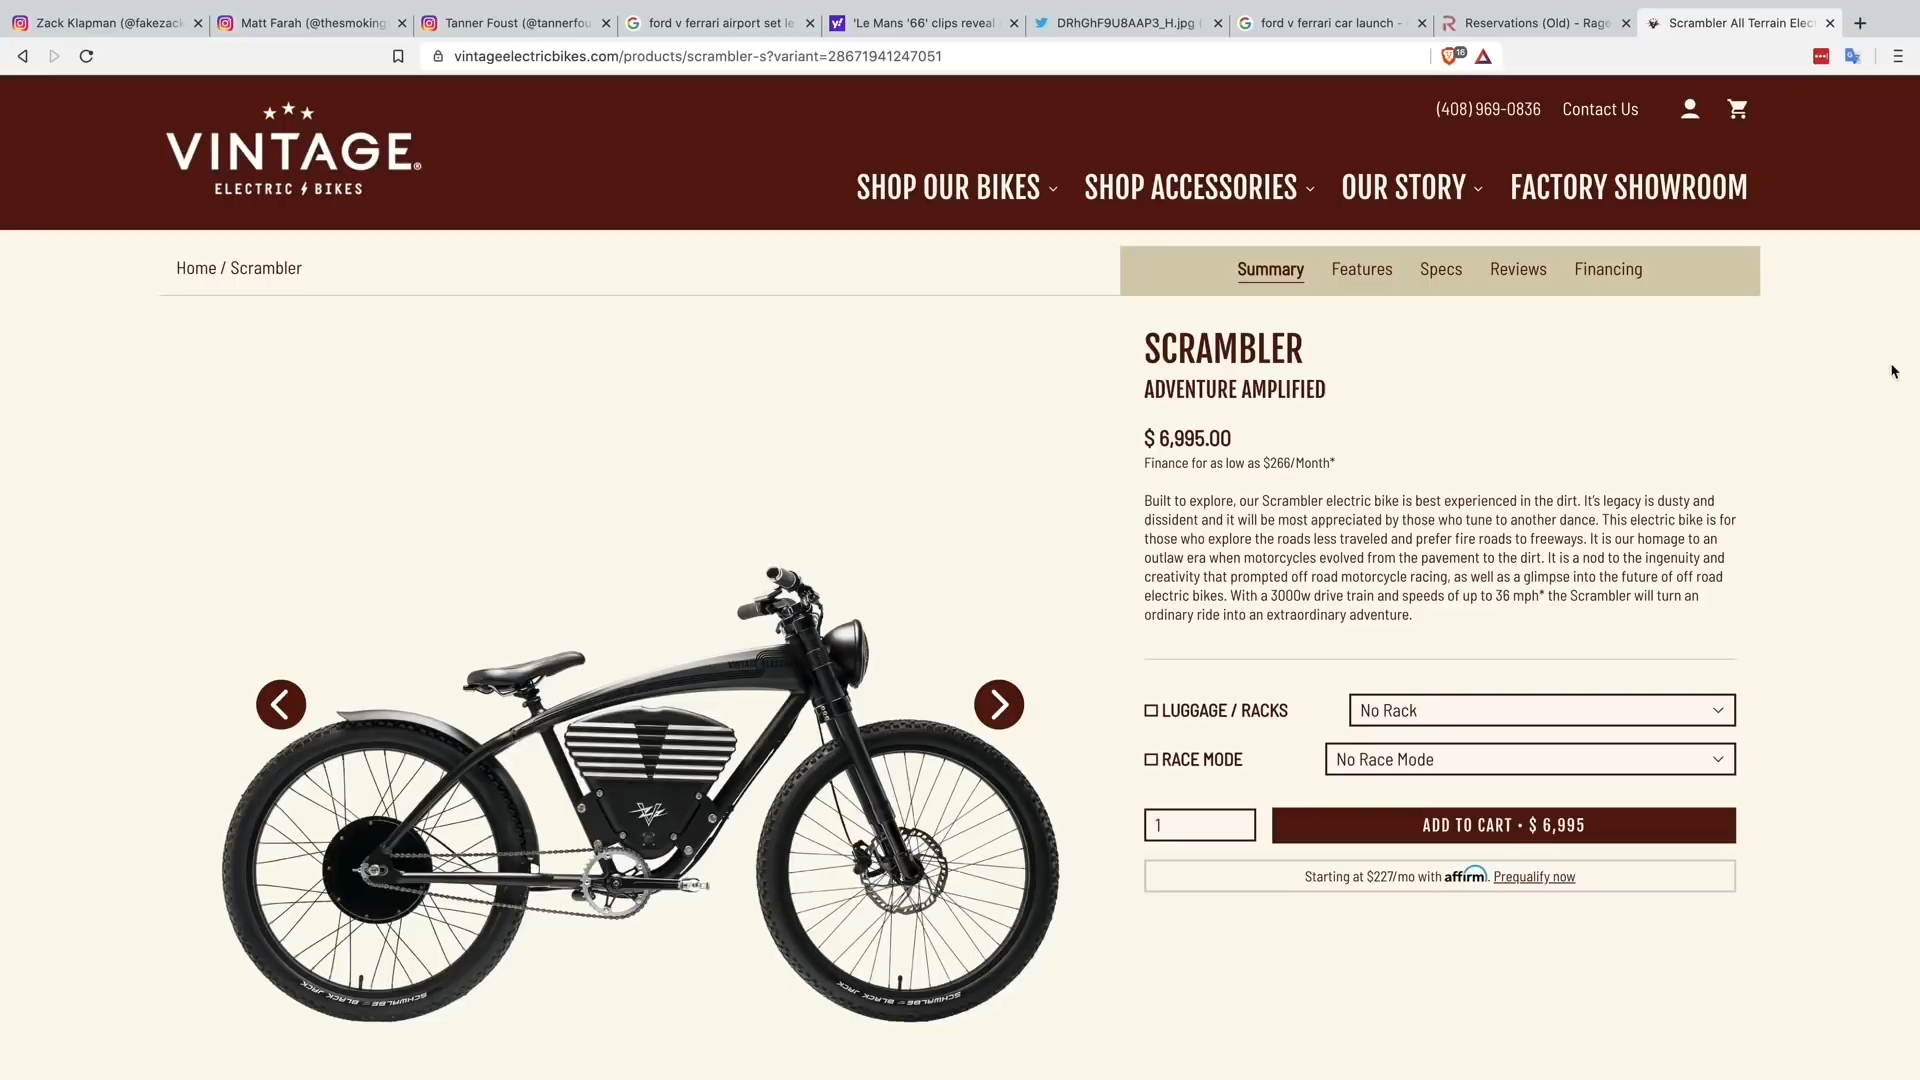 Zack Klapman (@fakezack
Matt Farah (@thesmoking
Tanner Foust (@tannerfou
ford v ferrari airport set le
'Le Mans '66' clips reveal
DRhGhF9U8AAP3_H.jpg (
ford v ferrari car launch -
Reservations (Old) - Rage
Scrambler All Terrain Elec
vintageelectricbikes.com/products/scrambler-s?variant=28671941247051
16
VINTAGE®
ELECTRIC BIKES
(408) 969-0836
Contact Us
SHOP OUR BIKES
SHOP ACCESSORIES
OUR STORY
FACTORY SHOWROOM
Home / Scrambler
Summary
Features
Specs
Reviews
Financing
SCRAMBLER
ADVENTURE AMPLIFIED
$ 6,995.00
Finance for as low as $266/Month*
Built to explore, our Scrambler electric bike is best experienced in the dirt. It's legacy is dusty and
dissident and it will be most appreciated by those who tune to another dance. This electric bike is for
those who explore the roads less traveled and prefer fire roads to freeways. It is our homage to an
outlaw era when motorcycles evolved from the pavement to the dirt. It is a nod to the ingenuity and
creativity that prompted off road motorcycle racing, as well as a glimpse into the future of off road
electric bikes. With a 3000w drive train and speeds of up to 36 mph* the Scrambler will turn an
ordinary ride into an extraordinary adventure.
LUGGAGE / RACKS
No Rack
RACE MODE
No Race Mode
1
ADD TO CART • $ 6,995
Starting at $227/mo with affirm. Prequalify now
VINTAGE ELECTRIC
SCHWALBE - BLACK JACK
SCHWALBE - BLACK JACK